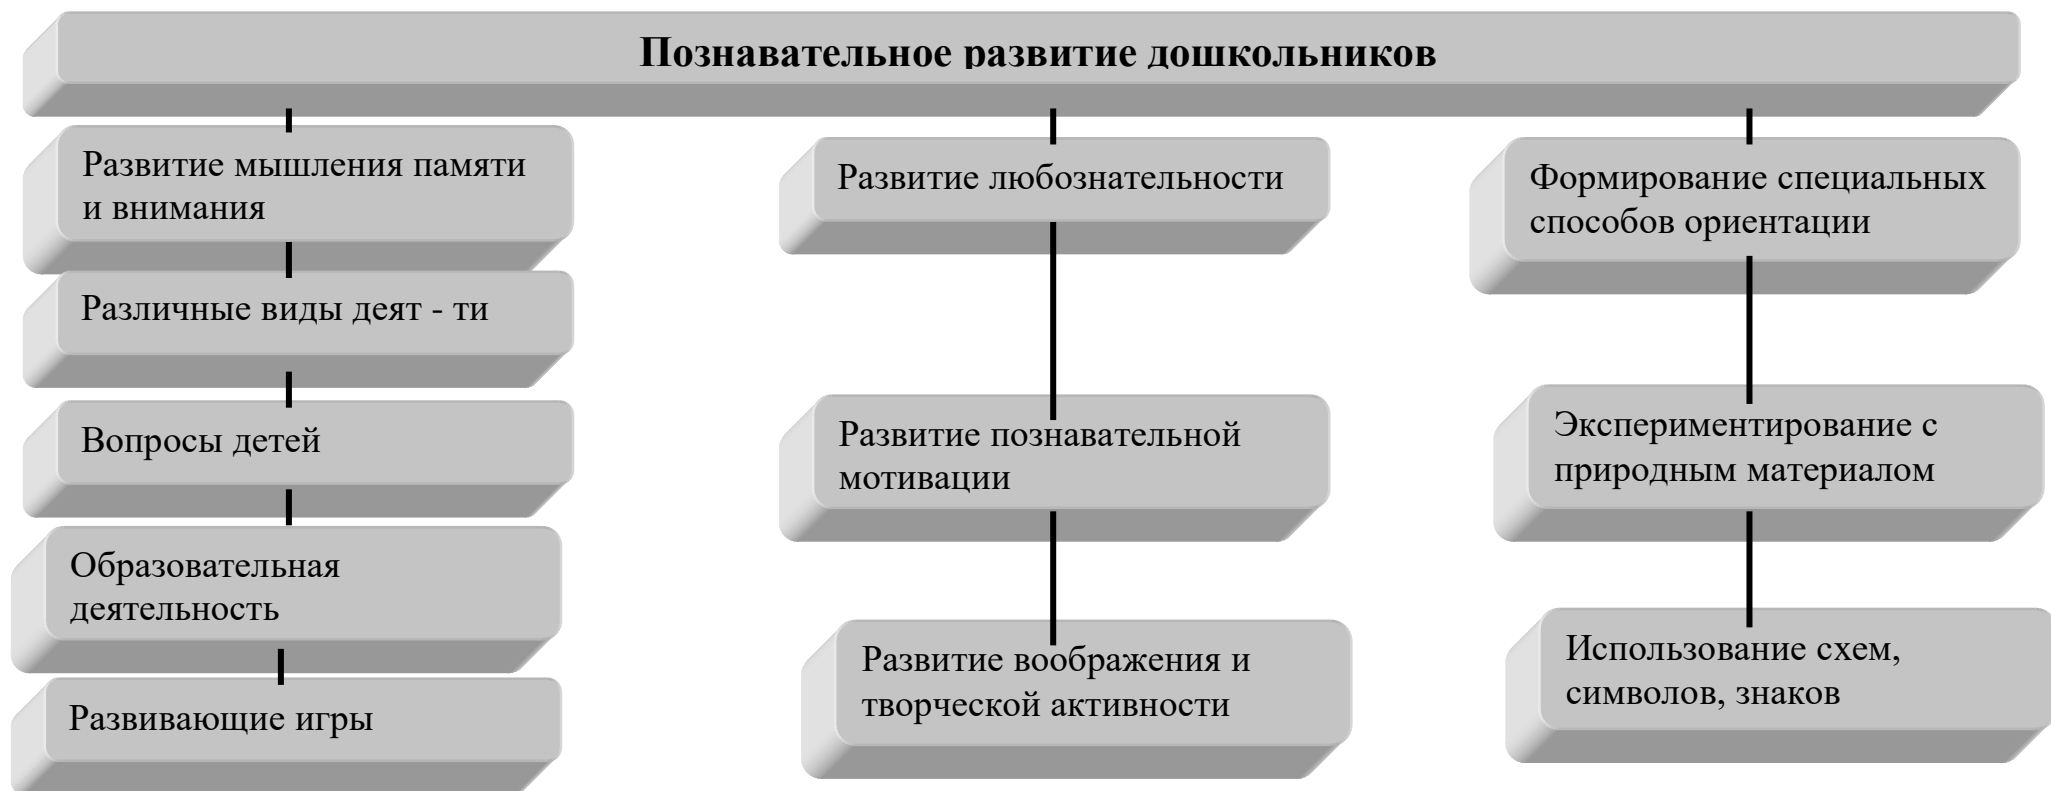 Познавательное развитие дошкольников
Развитие мышления памяти
и внимания
Различные виды деят - ти
Вопросы детей
Образовательная
деятельность
Развивающие игры
Развитие любознательности
Развитие познавательной
мотивации
Развитие воображения и
творческой активности
Формирование специальных
способов ориентации
Экспериментирование с
природным материалом
Использование схем,
символов, знаков